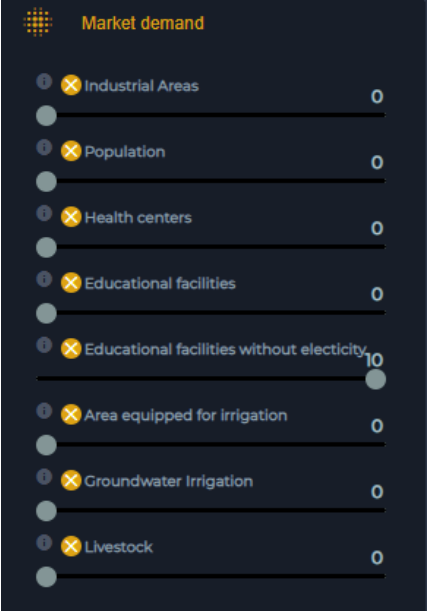 Market demand
Industrial Areas
0
Population
0
Health centers
0
Educational facilities
0
Educational facilities without electicity
10
Area equipped for irrigation
0
Groundwater Irrigation
0
Livestock
0